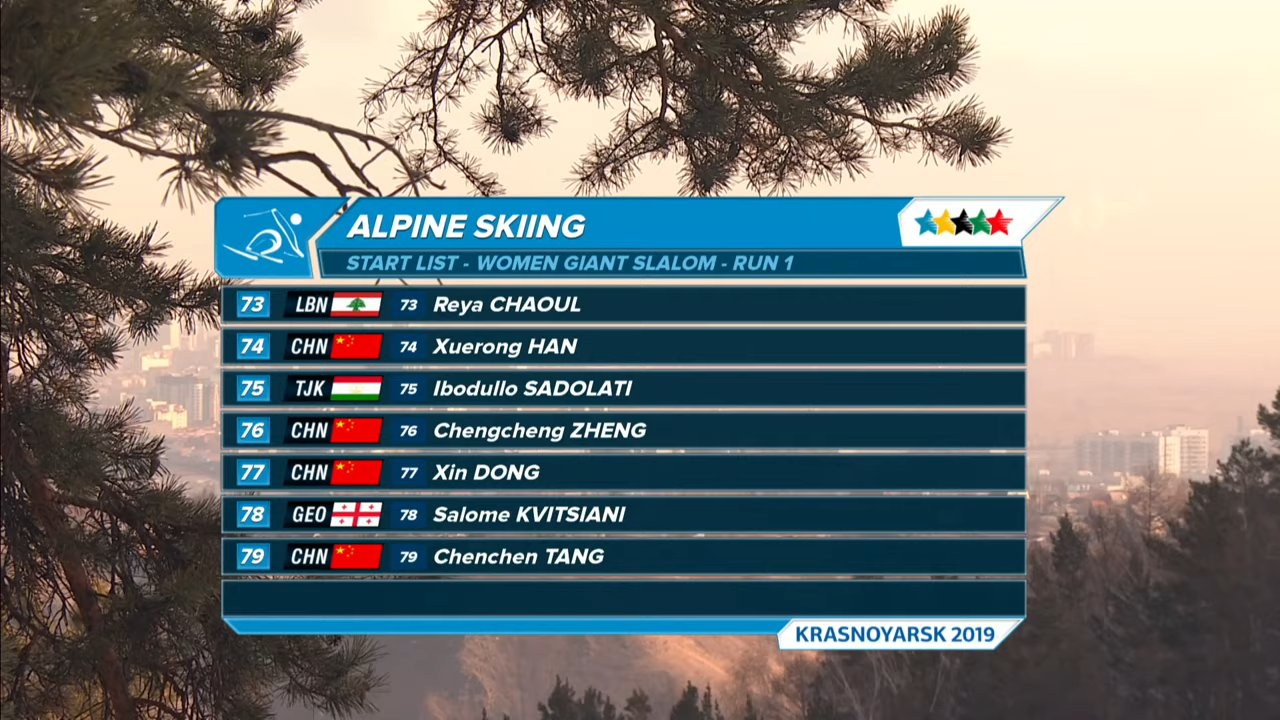 ALPINE SKIING
START LIST - WOMEN GIANT SLALOM - RUN 1
73 LBN 73 Reya CHAOUL
74 CHN 74 Xuerong HAN
75 TJK 75 Ibodullo SADOLATI
76 CHN 76 Chengcheng ZHENG
77 CHN 77 Xin DONG
78 GEO 78 Salome KVITSIANI
79 CHN 79 Chenchen TANG
KRASNOYARSK 2019